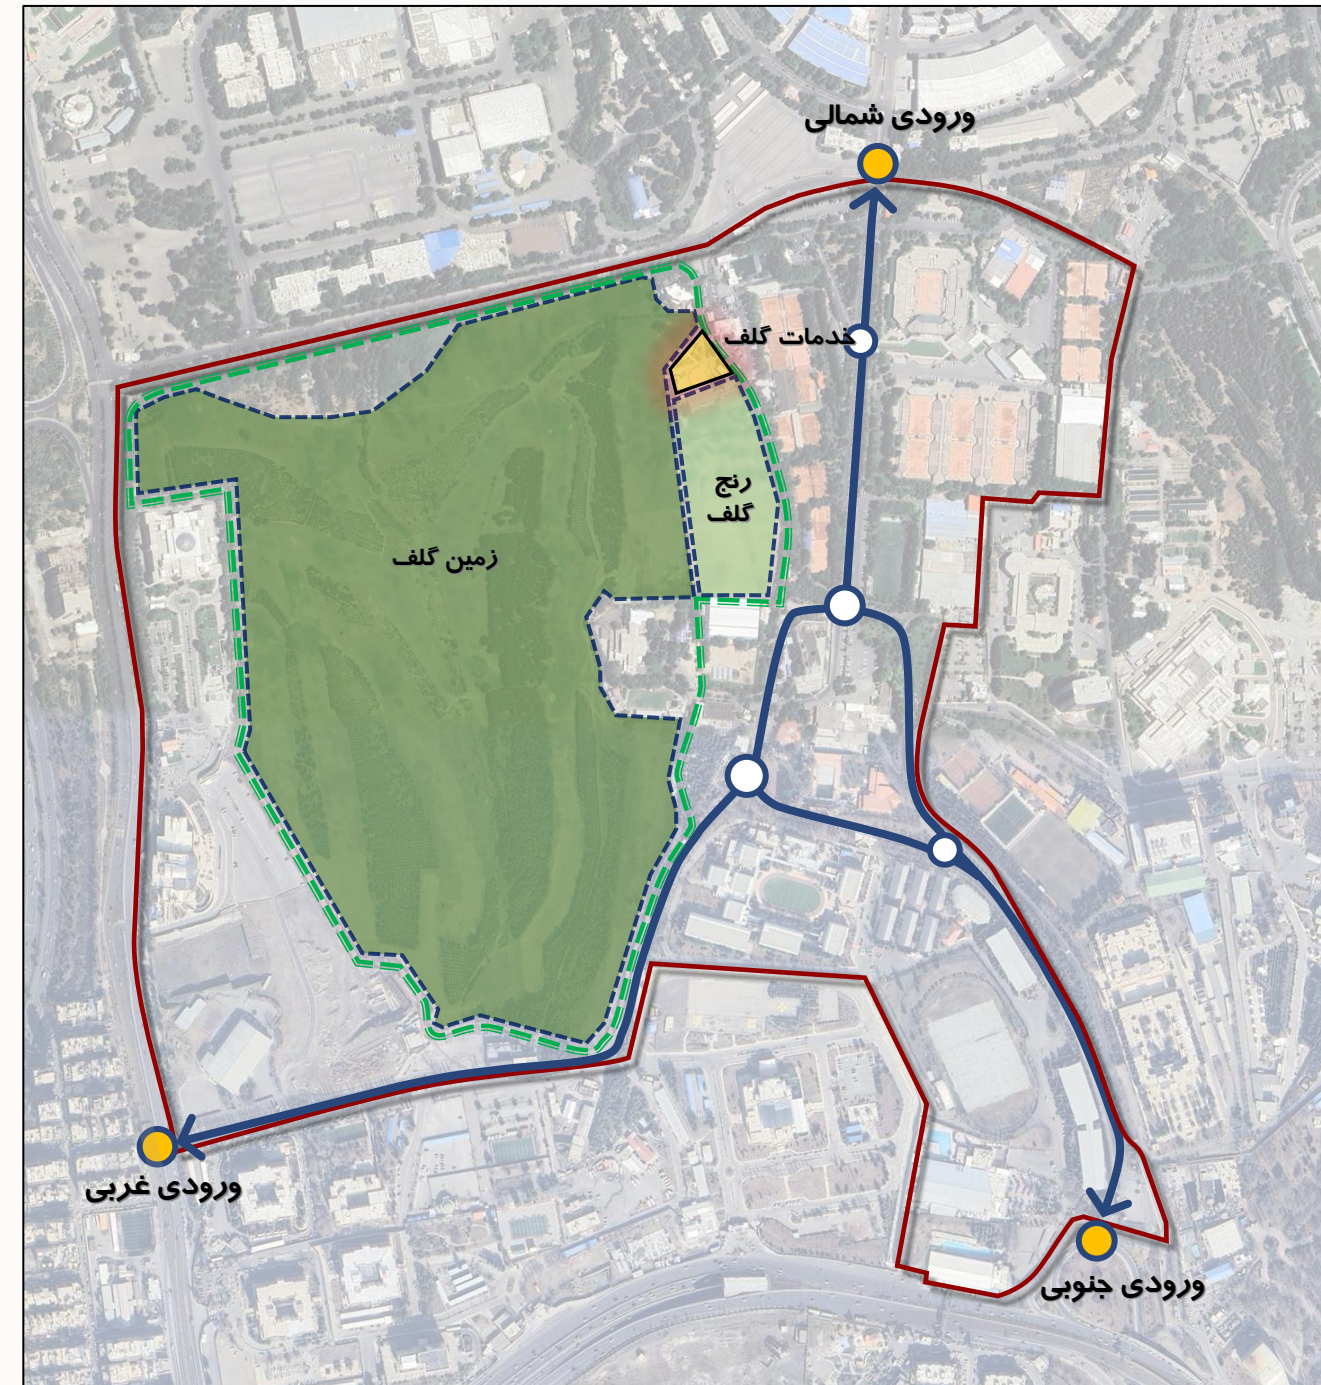 ورودی شمالی
خدمات گلف
رنج
گلف
زمین گلف
ورودی غربی
ورودی جنوبی